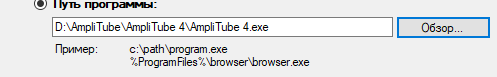 Путь программы:
D:\AmpliTube\AmpliTube 4\AmpliTube 4.exe
Обзор...
Пример: c:\path\program.exe
%ProgramFiles%\browser\browser.exe